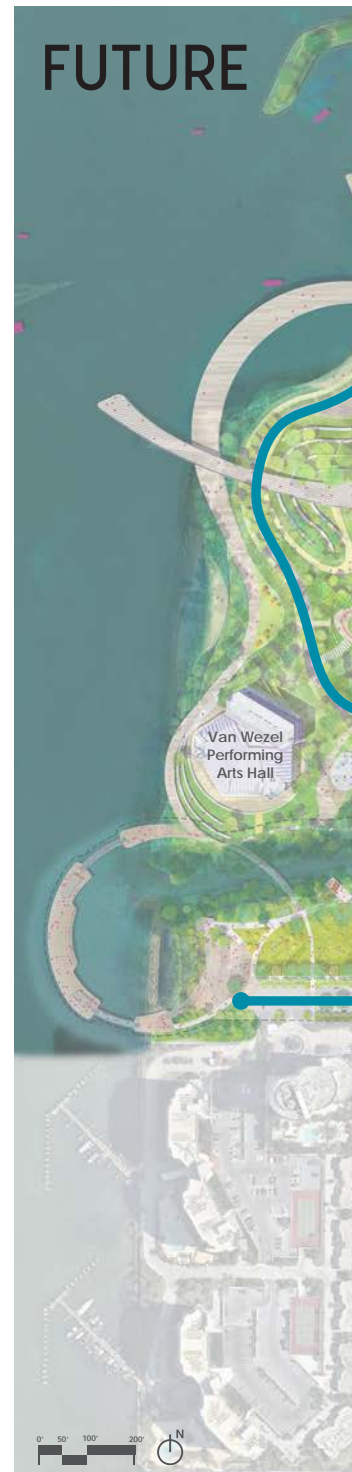 FUTURE
Van Wezel
Performing
Arts Hall
0' 50' 100' 200'
N